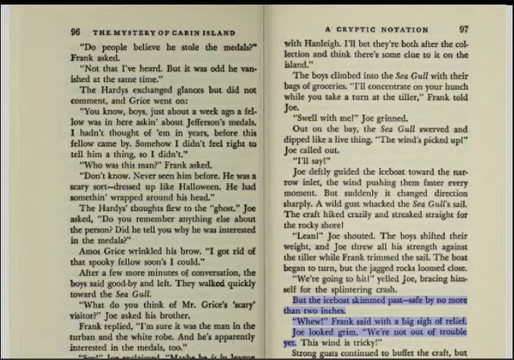 96 THE MYSTERY OF CABIN ISLAND
"Do people believe he stole the medals?"
Frank asked.
"Not that I've heard. But it was odd he van-
ished at the same time."
The Hardys exchanged glances but did not
comment, and Grice went on:
"You know, boys, just about a week ago a fel-
low was in here askin' about Jefferson's medals.
I hadn't thought of 'em in years, before this
fellow came by. Somehow I didn't feel right to
tell him a thing, so I didn't."
"Who was this man?" Frank asked.
"Don't know. Never seen him before. He was a
scary sort—dressed up like Halloween. He had
somethin' wrapped around his head."
The Hardys' thoughts flew to the "ghost." Joe
asked, "Do you remember anything else about
the person? Did he tell you why he was interested
in the medals?"
Amos Grice wrinkled his brow. "I got rid of
that spooky fellow soon's I could."
After a few more minutes of conversation, the
boys said good-by and left. They walked quickly
toward the Sea Gull.
"What do you think of Mr. Grice's 'scary'
visitor?" Joe asked his brother.
Frank replied, "I'm sure it was the man in the
turban and the white robe. And he's apparently
interested in the medals, too."
A CRYPTIC NOTATION 97
with Hanleigh. I'll bet they're both after the col-
lection and think there's some clue to it on the
island."
The boys climbed into the Sea Gull with their
bags of groceries. "I'll concentrate on your hunch
while you take a turn at the tiller," Frank told
Joe.
"Swell with me!" Joe grinned.
Out on the bay, the Sea Gull swerved and
dipped like a live thing. "The wind's picked up!"
Joe called out.
"I'll say!"
Joe deftly guided the iceboat toward the nar-
row inlet, the wind pushing them faster every
moment. But suddenly it changed direction
sharply. A wild gust whacked the Sea Gull's sail.
The craft hiked crazily and streaked straight for
the rocky shore!
"Lean!" Joe shouted. The boys shifted their
weight, and Joe threw all his strength against
the tiller while Frank trimmed the sail. The boat
began to turn, but the jagged rocks loomed close.
"We're going to hit!" yelled Joe, bracing him-
self for the splintering crash.
But the iceboat skimmed past—safe by no more
than two inches.
"Whew!" Frank said with a big sigh of relief.
Joe looked grim. "We're not out of trouble
yet. This wind is tricky!"
Strong gusts continued to buffet the craft, but